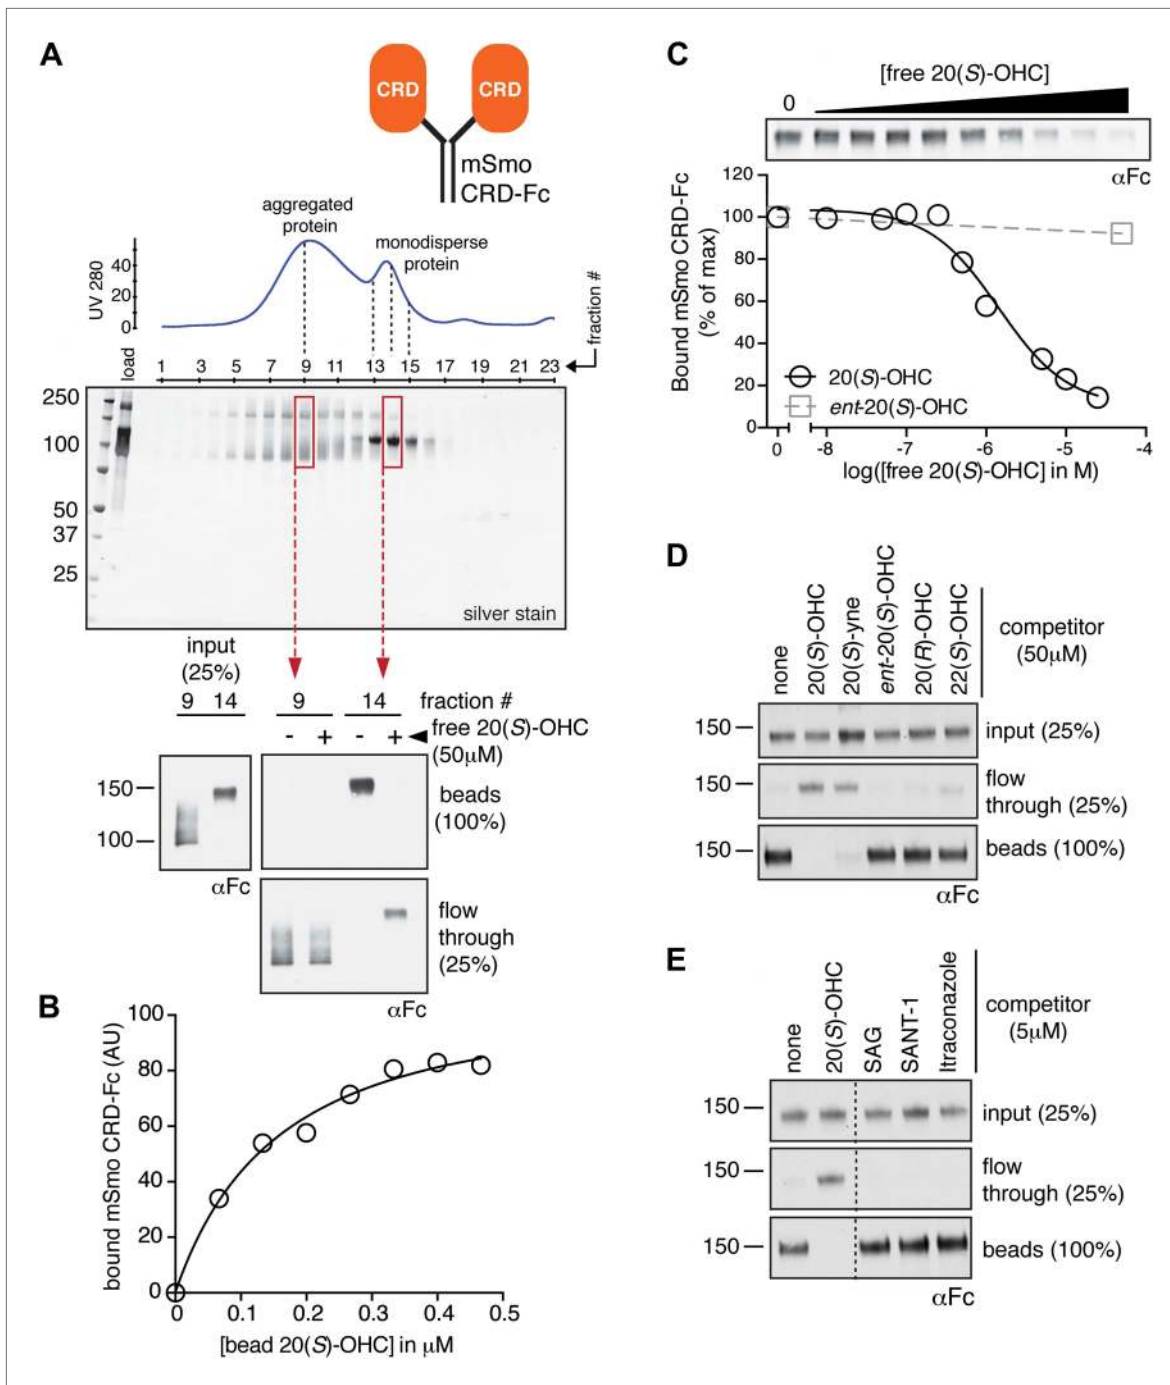 A
CRD
CRD
mSmo
CRD-Fc
aggregated
protein
monodisperse
protein
UV 280
40
20
0
fraction #
load
1 3 5 7 9 11 13 15 17 19 21 23
250
100
50
37
25
silver stain
input
(25%)
9 14
9 14 fraction #
- + - + free 20(S)-OHC
(50μM)
150
100
beads
(100%)
αFc
flow
through
(25%)
αFc
B
bound mSmo CRD-Fc (AU)
100
80
60
40
20
0
0 0.1 0.2 0.3 0.4 0.5
[bead 20(S)-OHC] in μM
C
[free 20(S)-OHC]
0
αFc
Bound mSmo CRD-Fc
(% of max)
120
100
80
60
40
20
0
20(S)-OHC
ent-20(S)-OHC
0 -8 -7 -6 -5 -4
log([free 20(S)-OHC] in M)
D
none
20(S)-OHC
20(S)-yne
ent-20(S)-OHC
20(R)-OHC
22(S)-OHC
competitor
(50μM)
150
input (25%)
150
flow
through (25%)
150
beads (100%)
αFc
E
none
20(S)-OHC
SAG
SANT-1
Itraconazole
competitor
(5μM)
150
input (25%)
150
flow
through (25%)
150
beads (100%)
αFc